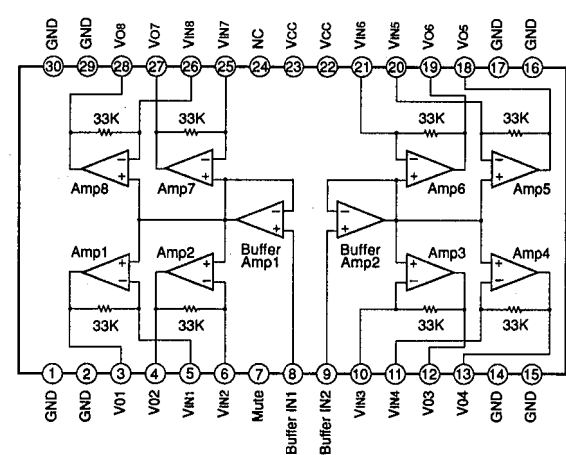 GND GND VO8 VO7 VIN8 VIN7 NC VCC VCC VIN6 VIN5 VO6 VO5 GND GND
30 29 28 27 26 25 24 23 22 21 20 19 18 17 16
33K 33K 33K 33K
Amp8 Amp7 Amp6 Amp5
- + - + - + - +
- + - +
Buffer Amp1
Buffer Amp2
Amp1 Amp2 Amp3 Amp4
+ - + - + - + -
33K 33K 33K 33K
1 2 3 4 5 6 7 8 9 10 11 12 13 14 15
GND GND V01 V02 VIN1 VIN2 Mute Buffer IN1 Buffer IN2 VIN3 VIN4 V03 V04 GND GND